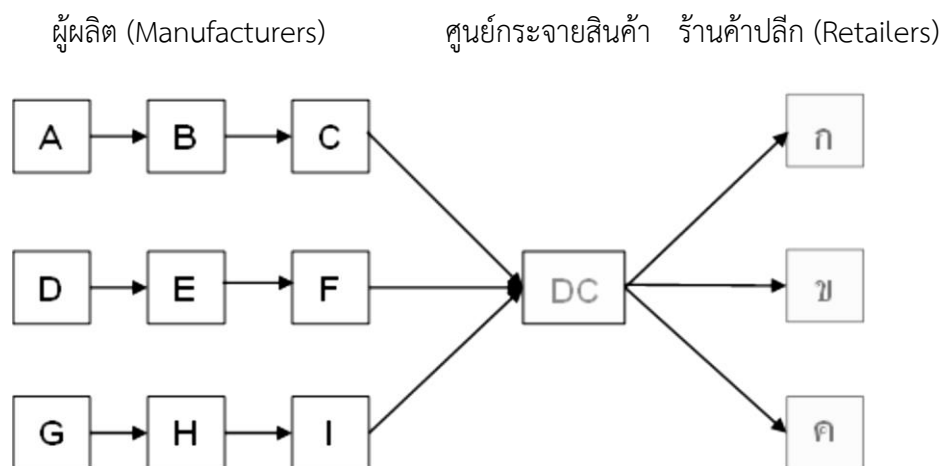 ผู้ผลิต (Manufacturers) ศูนย์กระจายสินค้า ร้านค้าปลีก (Retailers)
A B C ก
D E F DC ข
G H I ค